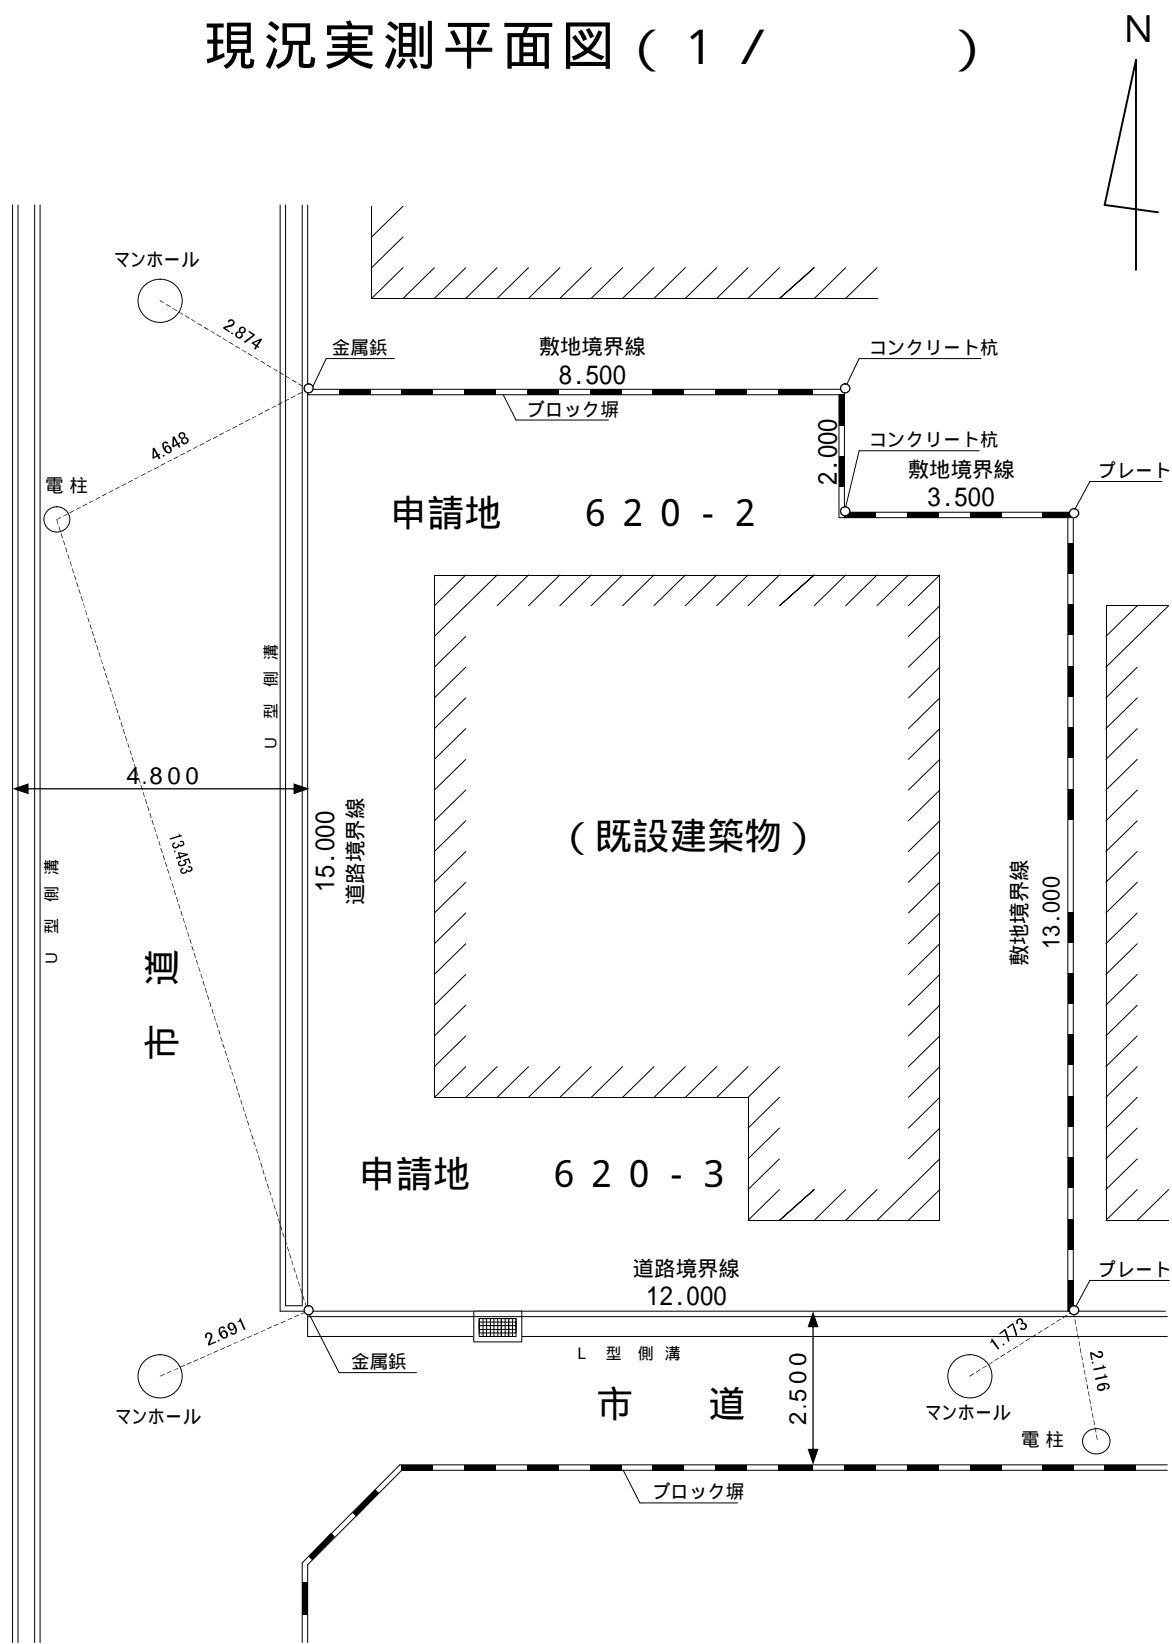 現況実測平面図(1/　　　)
N
マンホール
2.874
金属鋲
敷地境界線
8.500
ブロック塀
コンクリート杭
2.000
コンクリート杭
敷地境界線
3.500
プレート
4.648
電柱
申請地　620-2
U型側溝
4.800
13.453
15.000
道路境界線
(既設建築物)
敷地境界線
13.000
U型側溝
市道
申請地　620-3
道路境界線
12.000
プレート
2.691
金属鋲
マンホール
L型側溝
市道
2.500
1.773
マンホール
2.116
電柱
ブロック塀